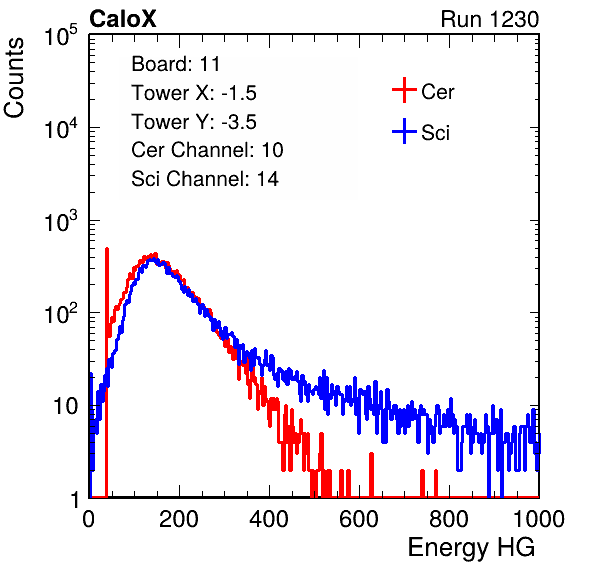 CaloX Run 1230
Counts
10^5
10^4
10^3
10^2
10
1
Board: 11
Tower X: -1.5
Tower Y: -3.5
Cer Channel: 10
Sci Channel: 14
Cer
Sci
0 200 400 600 800 1000
Energy HG